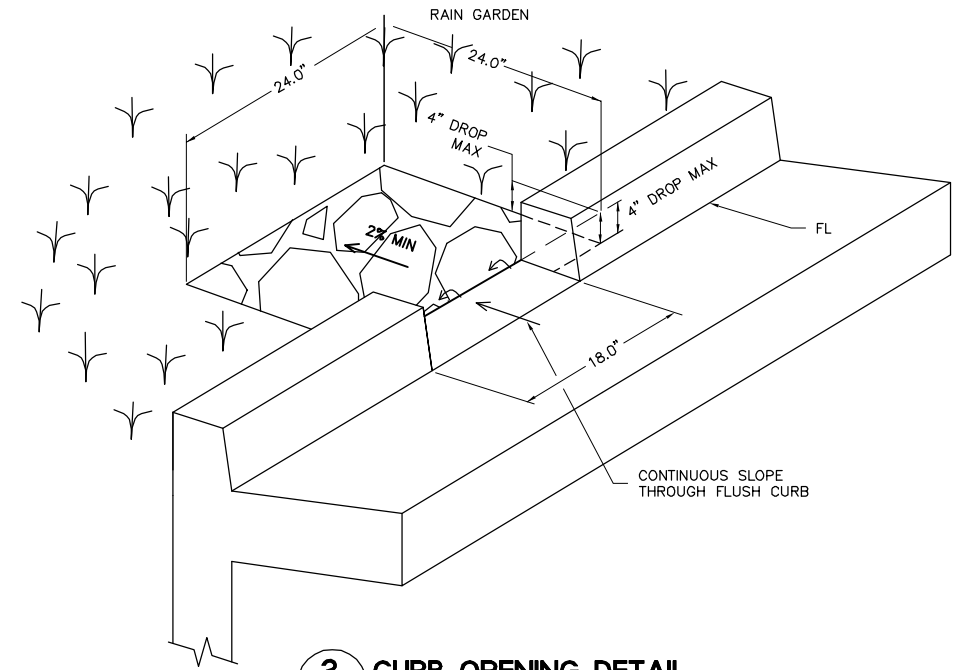 RAIN GARDEN
24.0"
24.0"
4" DROP
MAX
4" DROP MAX
2% MIN
FL
18.0"
CONTINUOUS SLOPE
THROUGH FLUSH CURB
CURB OPENING DETAIL